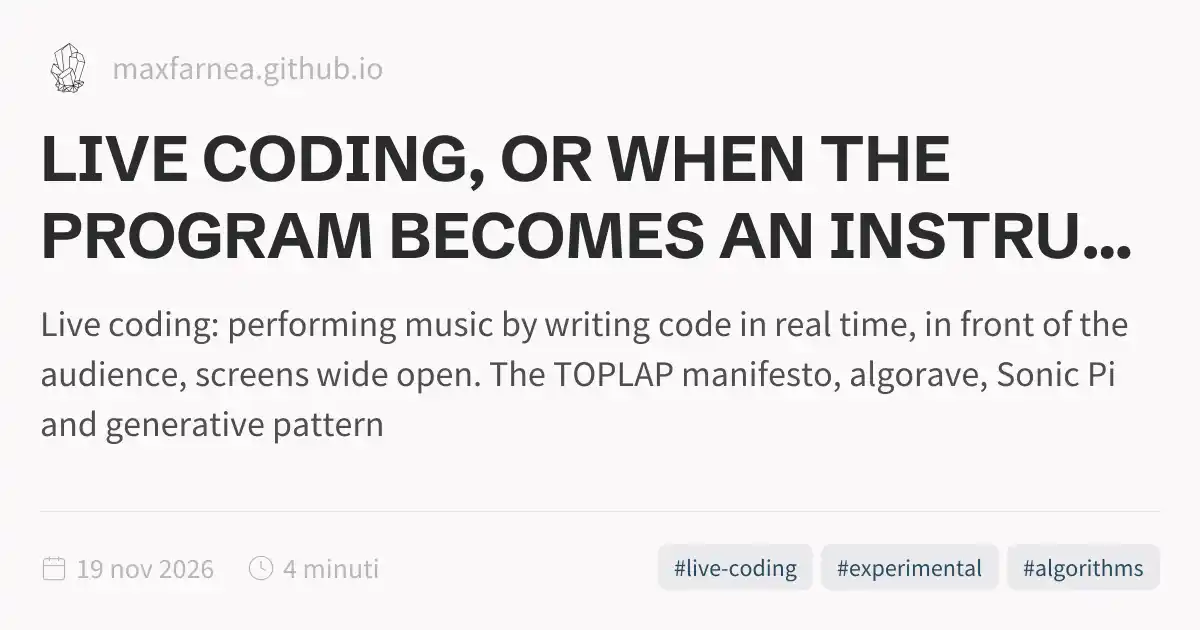 maxfarnea.github.io
LIVE CODING, OR WHEN THE
PROGRAM BECOMES AN INSTRU...
Live coding: performing music by writing code in real time, in front of the
audience, screens wide open. The TOPLAP manifesto, algorave, Sonic Pi
and generative pattern
19 nov 2026 4 minuti #live-coding #experimental #algorithms